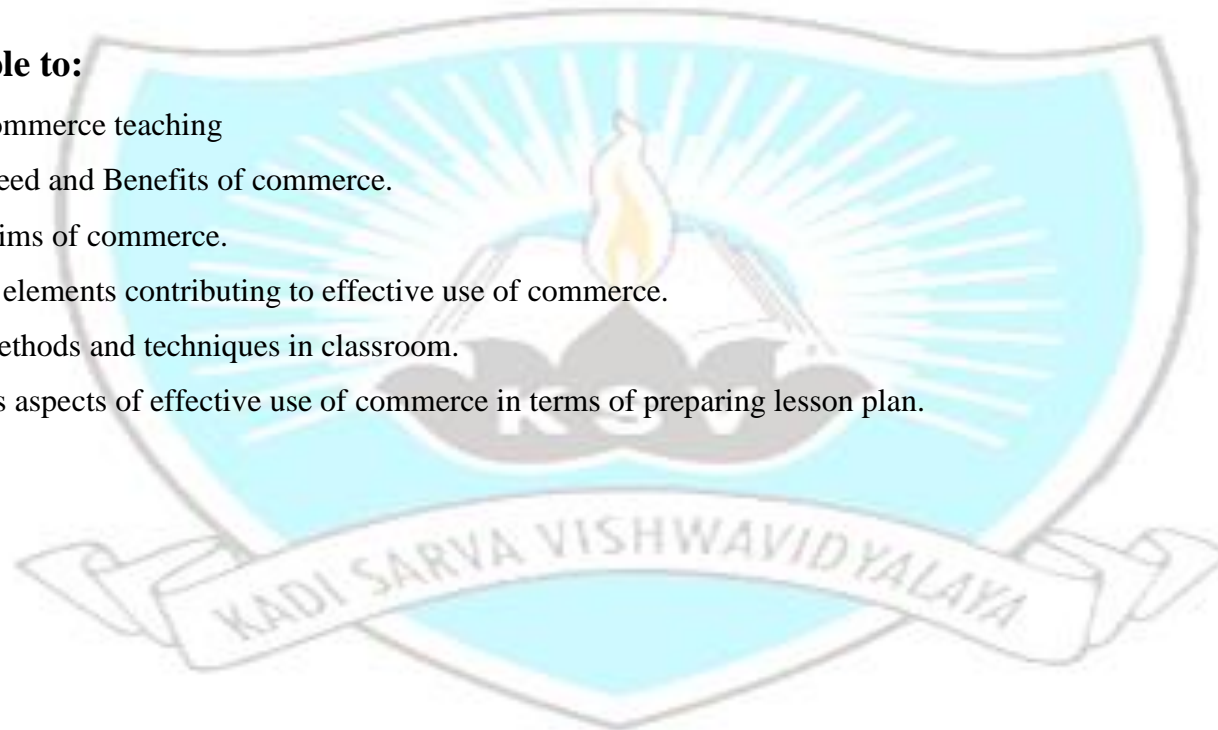 ble to:
ommerce teaching
eed and Benefits of commerce.
ims of commerce.
elements contributing to effective use of commerce.
ethods and techniques in classroom.
s aspects of effective use of commerce in terms of preparing lesson plan.
KSV
KADI SARVA VISHWAVIDYALAYA